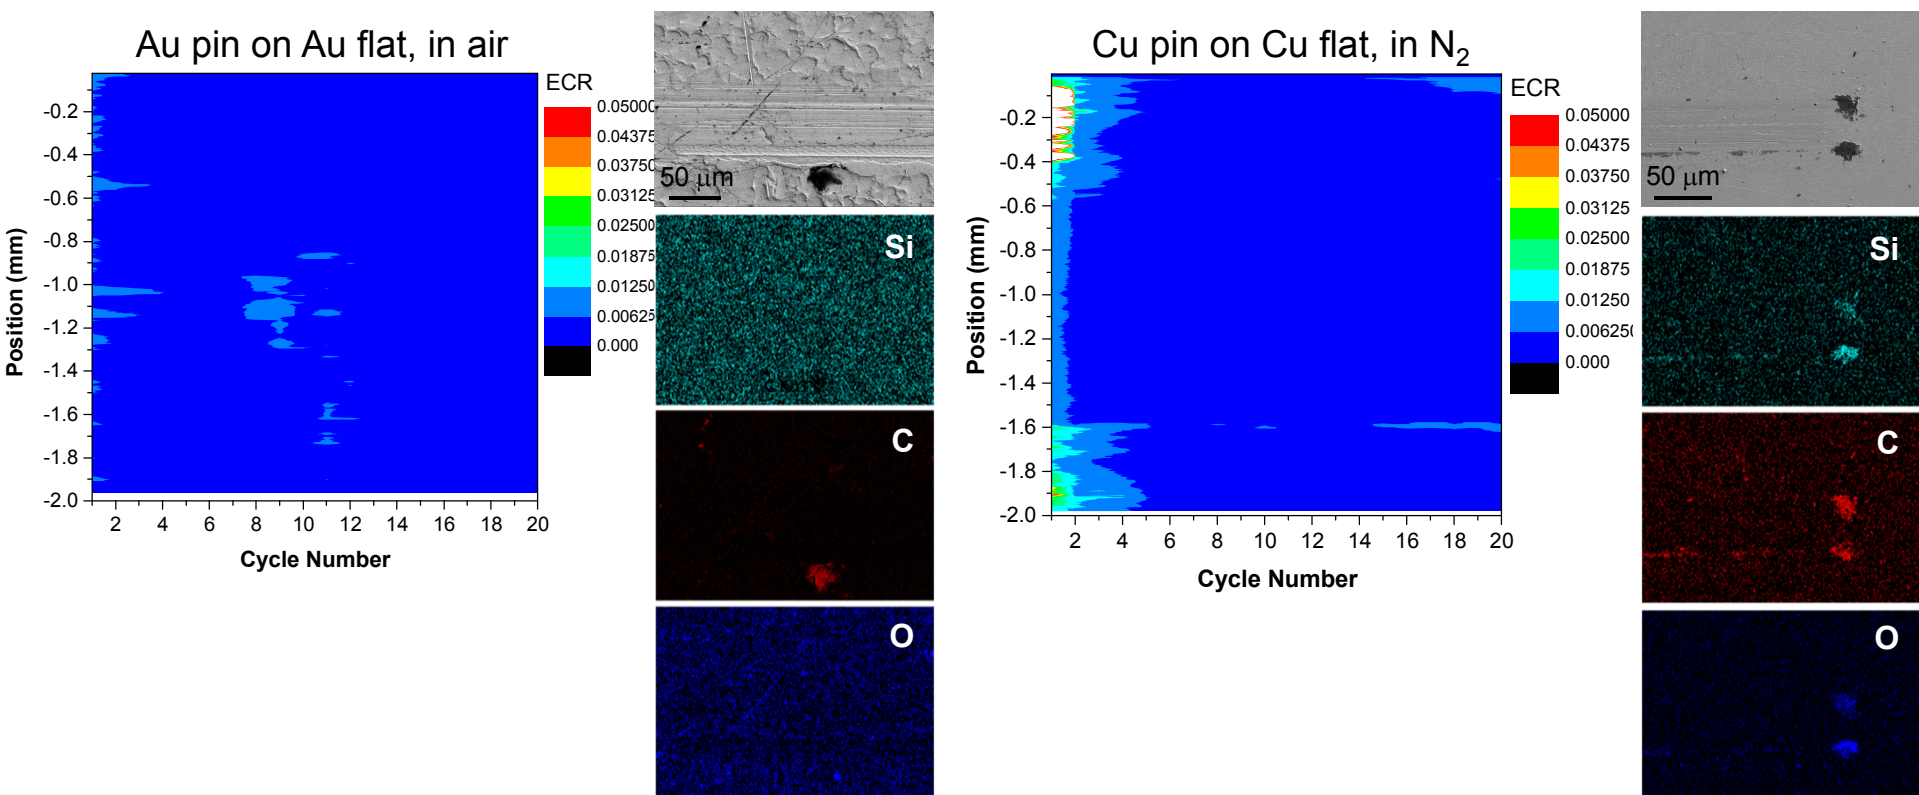 Au pin on Au flat, in air
ECR
0.05000
0.04375
0.03750
0.03125
0.02500
0.01875
0.01250
0.00625
0.000
-0.2
-0.4
-0.6
-0.8
-1.0
-1.2
-1.4
-1.6
-1.8
-2.0
Position (mm)
2 4 6 8 10 12 14 16 18 20
Cycle Number
50 μm
Si
C
O
Cu pin on Cu flat, in N₂
ECR
0.05000
0.04375
0.03750
0.03125
0.02500
0.01875
0.01250
0.006250
0.000
-0.2
-0.4
-0.6
-0.8
-1.0
-1.2
-1.4
-1.6
-1.8
-2.0
Position (mm)
2 4 6 8 10 12 14 16 18 20
Cycle Number
50 μm
Si
C
O